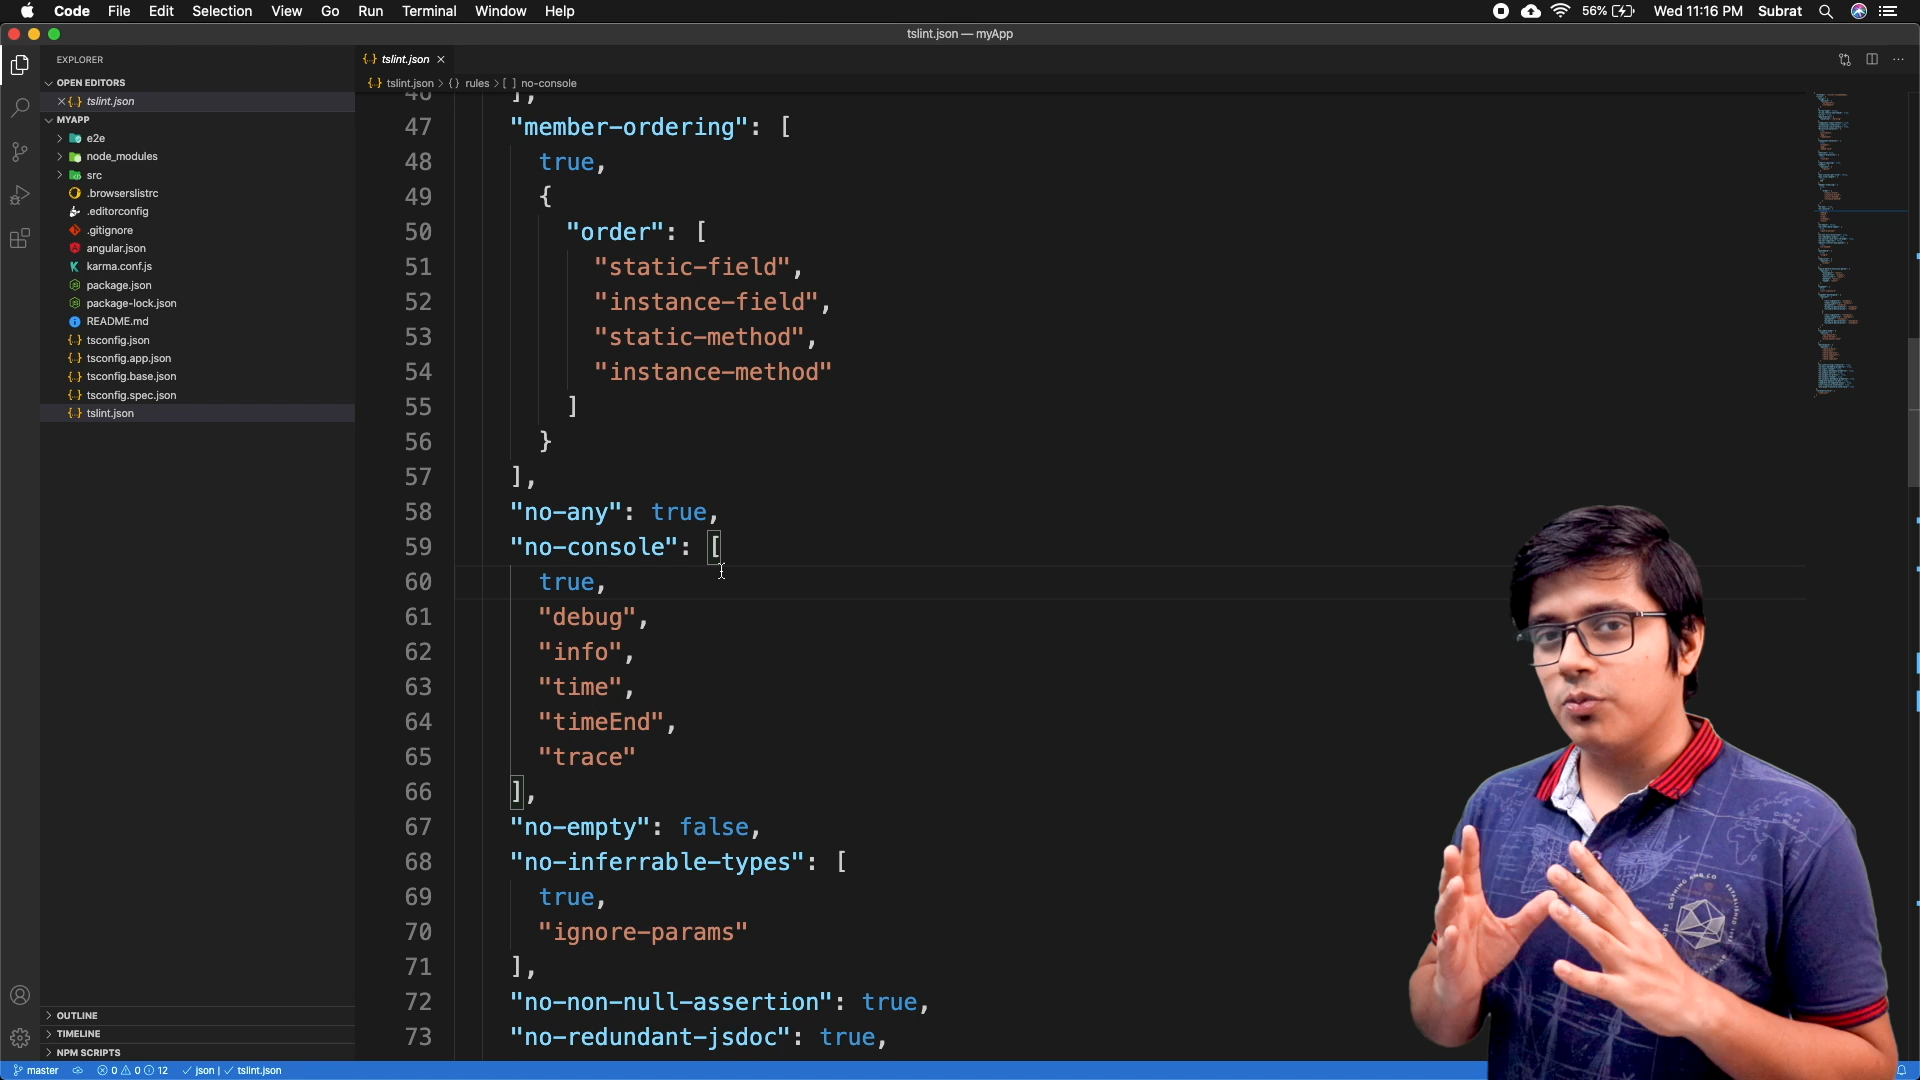 Code File Edit Selection View Go Run Terminal Window Help
56% Wed 11:16 PM Subrat
tslint.json — myApp
EXPLORER
OPEN EDITORS
tslint.json
MYAPP
e2e
node_modules
src
.browserslistrc
.editorconfig
.gitignore
angular.json
karma.conf.js
package.json
package-lock.json
README.md
tsconfig.json
tsconfig.app.json
tsconfig.base.json
tsconfig.spec.json
tslint.json
OUTLINE
TIMELINE
NPM SCRIPTS
{..} tslint.json ×
{..} tslint.json > {} rules > [ ] no-console
46 ],
47 "member-ordering": [
48 true,
49 {
50 "order": [
51 "static-field",
52 "instance-field",
53 "static-method",
54 "instance-method"
55 ]
56 }
57 ],
58 "no-any": true,
59 "no-console": [
60 true,
61 "debug",
62 "info",
63 "time",
64 "timeEnd",
65 "trace"
66 ],
67 "no-empty": false,
68 "no-inferrable-types": [
69 true,
70 "ignore-params"
71 ],
72 "no-non-null-assertion": true,
73 "no-redundant-jsdoc": true,
master 0 0 12 json | tslint.json